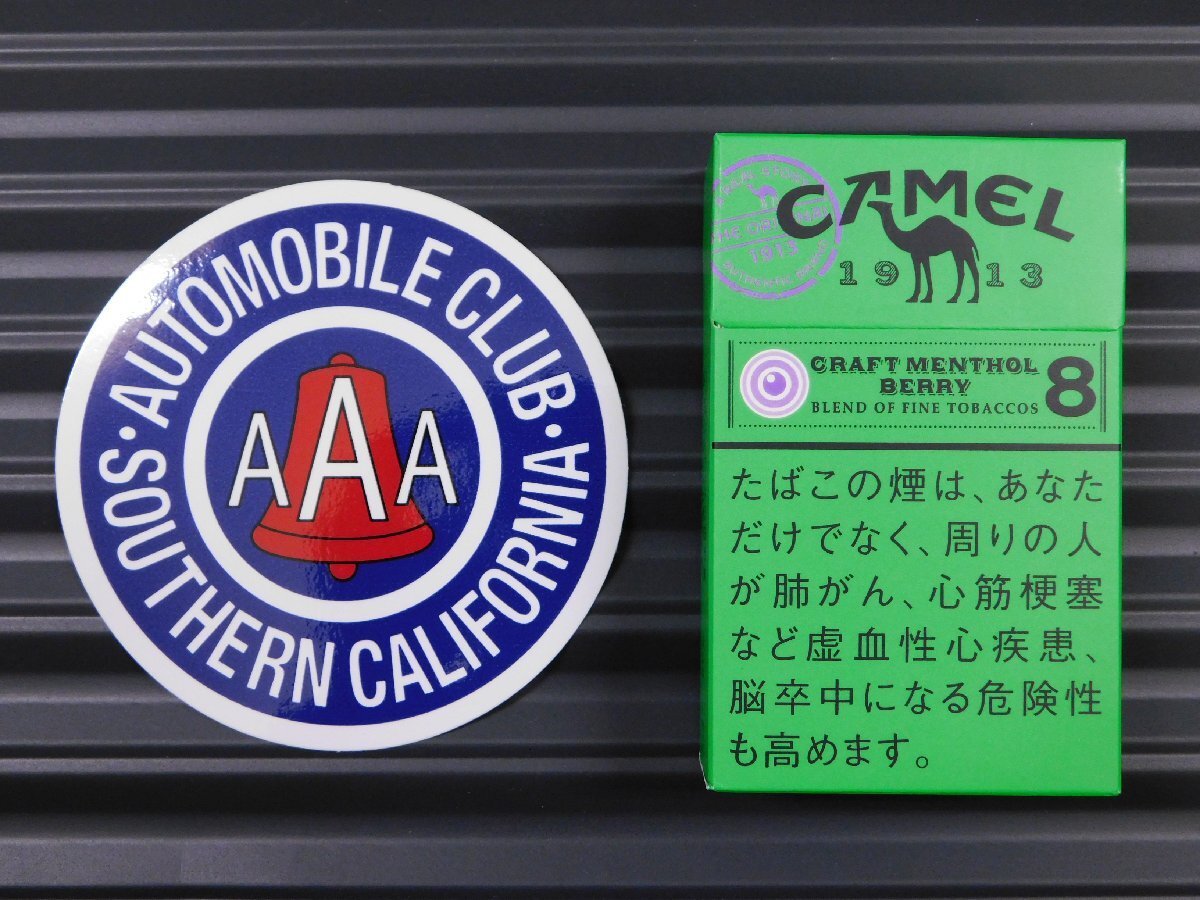 ·AUTOMOBILE CLUB·
SOUTHERN CALIFORNIA
AAA
CAMEL
1913
1913
CRAFT MENTHOL
BERRY
BLEND OF FINE TOBACCOS
8
たばこの煙は、あなた
だけでなく、周りの人
が肺がん、心筋梗塞
など虚血性心疾患、
脳卒中になる危険性
も高めます。